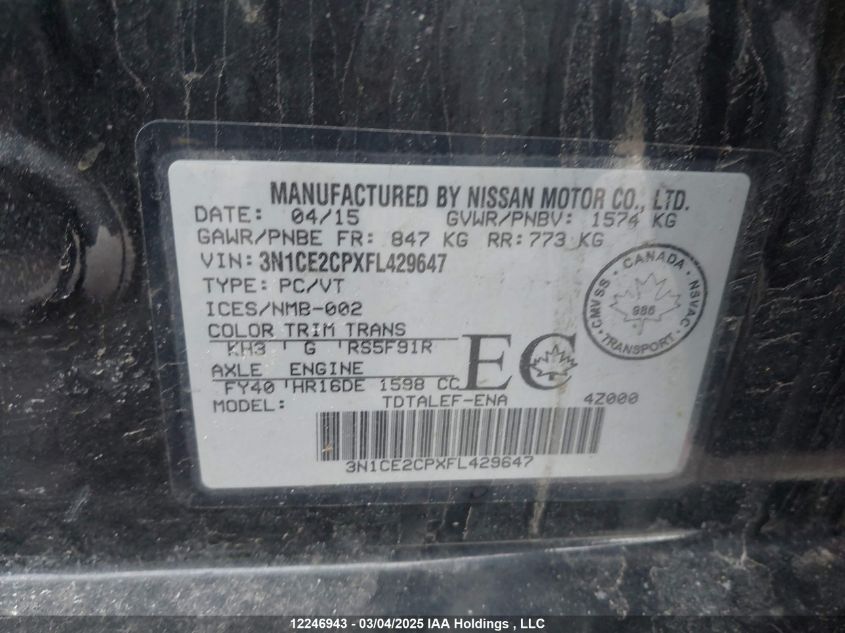 MANUFACTURED BY NISSAN MOTOR CO., LTD.
DATE: 04/15 GVWR/PNBV: 1574 KG
GAWR/PNBE FR: 847 KG RR: 773 KG
VIN: 3N1CE2CPXFL429647
TYPE: PC/VT
ICES/NMB-002
COLOR TRIM TRANS
KH3 G RS5F91R
AXLE ENGINE
FY40 HR16DE 1598 CC
MODEL: TDTALEF-ENA 4Z000
EC
CANADA
CMVSS NSVAC
986
TRANSPORT
3N1CE2CPXFL429647
12246943 - 03/04/2025 IAA Holdings , LLC